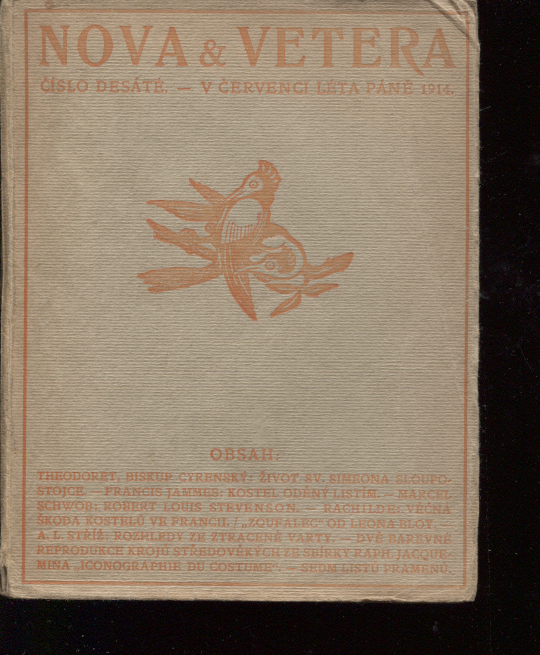 NOVA & VETERA
ČÍSLO DESÁTÉ. — V ČERVENCI LÉTA PÁNĚ 1914.
OBSAH:
THEODORET, BISKUP CYRENSKÝ: ŽIVOT SV. SIMEONA SLOUPO-
STOJCE. — FRANCIS JAMMES: KOSTEL ODĚNÝ LISTÍM. — MARCEL
SCHWOB: ROBERT LOUIS STEVENSON. — RACHILDE: VĚČNÁ
ŠKODA KOSTELŮ VE FRANCII. / „ZOUFALEC" OD LEONA BLOY.
A. L. STŘÍŽ: ROZHLEDY ZE ZTRACENÉ VARTY. — DVĚ BAREVNÉ
REPRODUKCE KROJŮ STŘEDOVĚKÝCH ZE SBÍRKY RAPH. JACQUE-
MINA „ICONOGRAPHIE DU COSTUME". — SEDM LISTŮ PRAMENŮ.